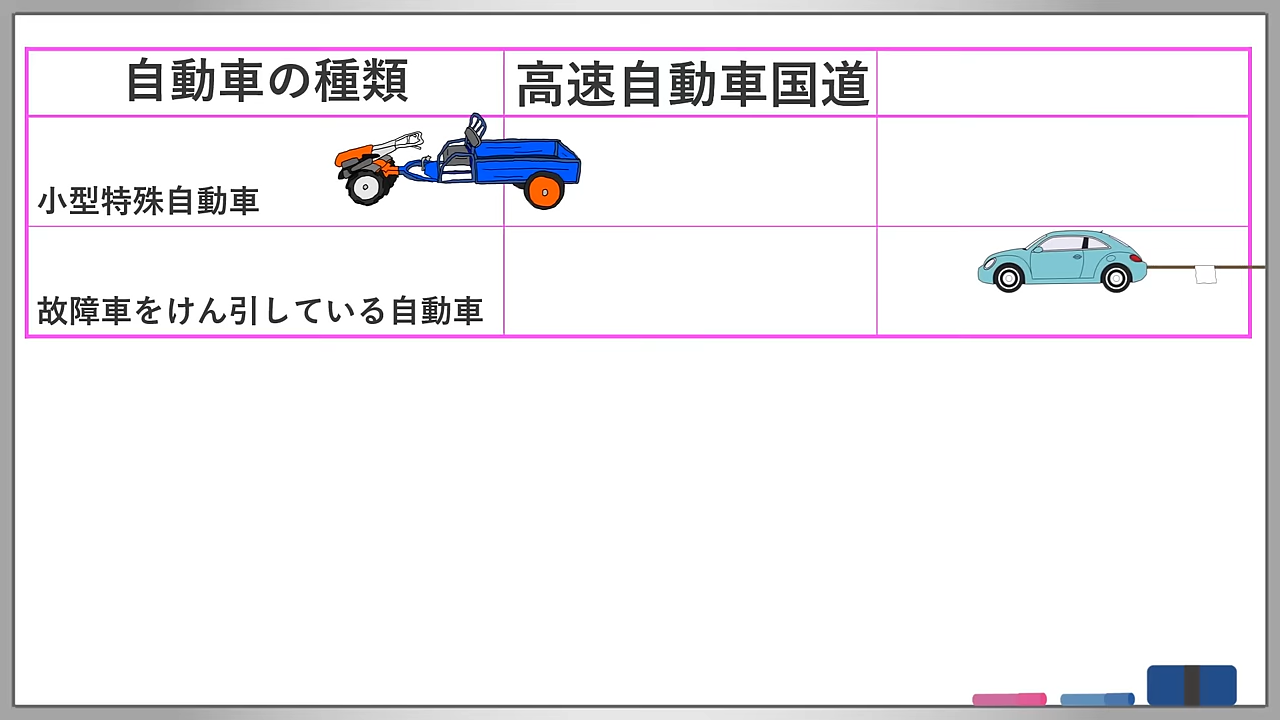 自動車の種類
高速自動車国道
小型特殊自動車
故障車をけん引している自動車